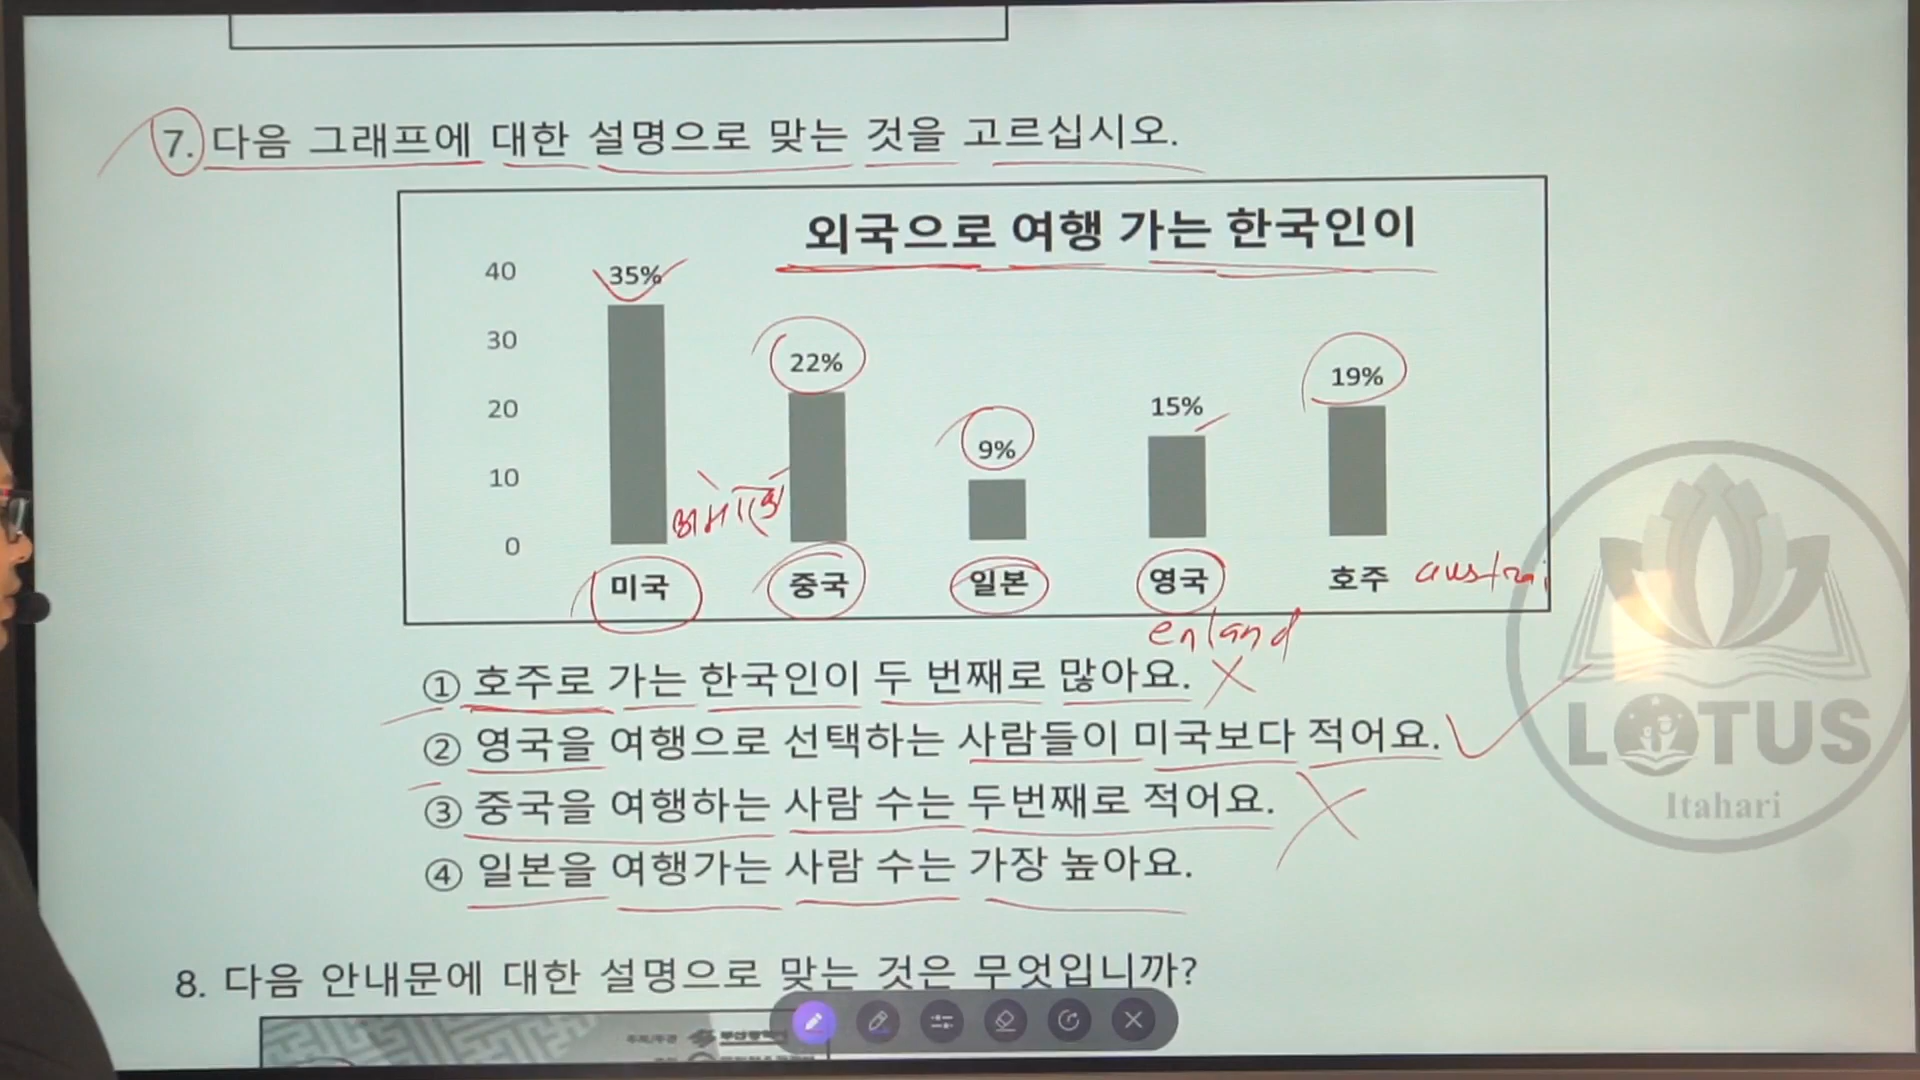 7. 다음 그래프에 대한 설명으로 맞는 것을 고르십시오.
외국으로 여행 가는 한국인이
40
30
20
10
0
35%
22%
9%
15%
19%
미국
중국
일본
영국
호주
austrai
enland
① 호주로 가는 한국인이 두 번째로 많아요.
② 영국을 여행으로 선택하는 사람들이 미국보다 적어요.
③ 중국을 여행하는 사람 수는 두번째로 적어요.
④ 일본을 여행가는 사람 수는 가장 높아요.
LOTUS
Itahari
8. 다음 안내문에 대한 설명으로 맞는 것은 무엇입니까?